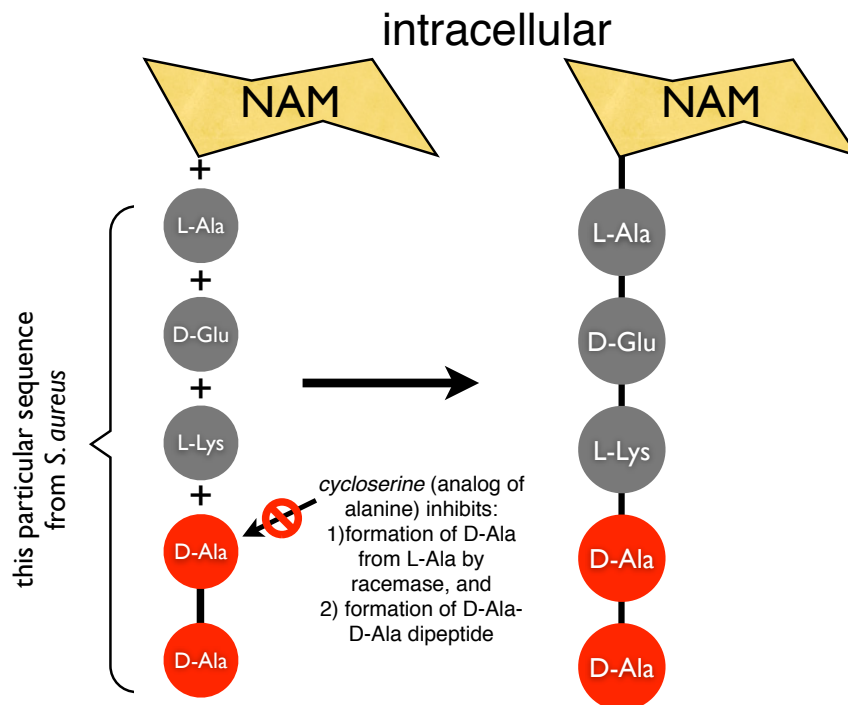 intracellular
NAM
NAM
+
L-Ala
+
D-Glu
+
L-Lys
+
D-Ala
D-Ala
this particular sequence
from S. aureus
cycloserine (analog of
alanine) inhibits:
1)formation of D-Ala
from L-Ala by
racemase, and
2) formation of D-Ala-
D-Ala dipeptide
L-Ala
D-Glu
L-Lys
D-Ala
D-Ala